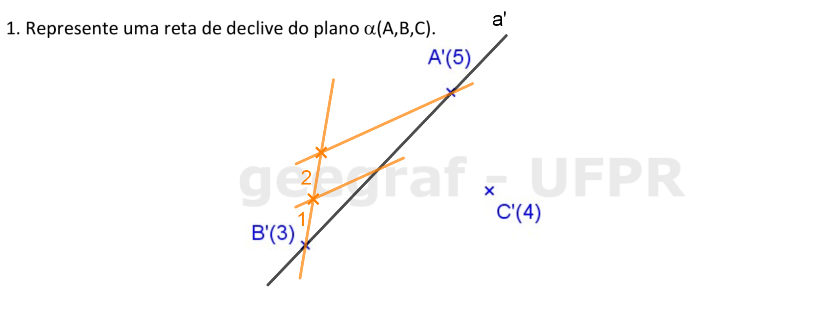 1. Represente uma reta de declive do plano α(A,B,C).
a'
A'(5)
geegraf - UFPR
2
C'(4)
1
B'(3)